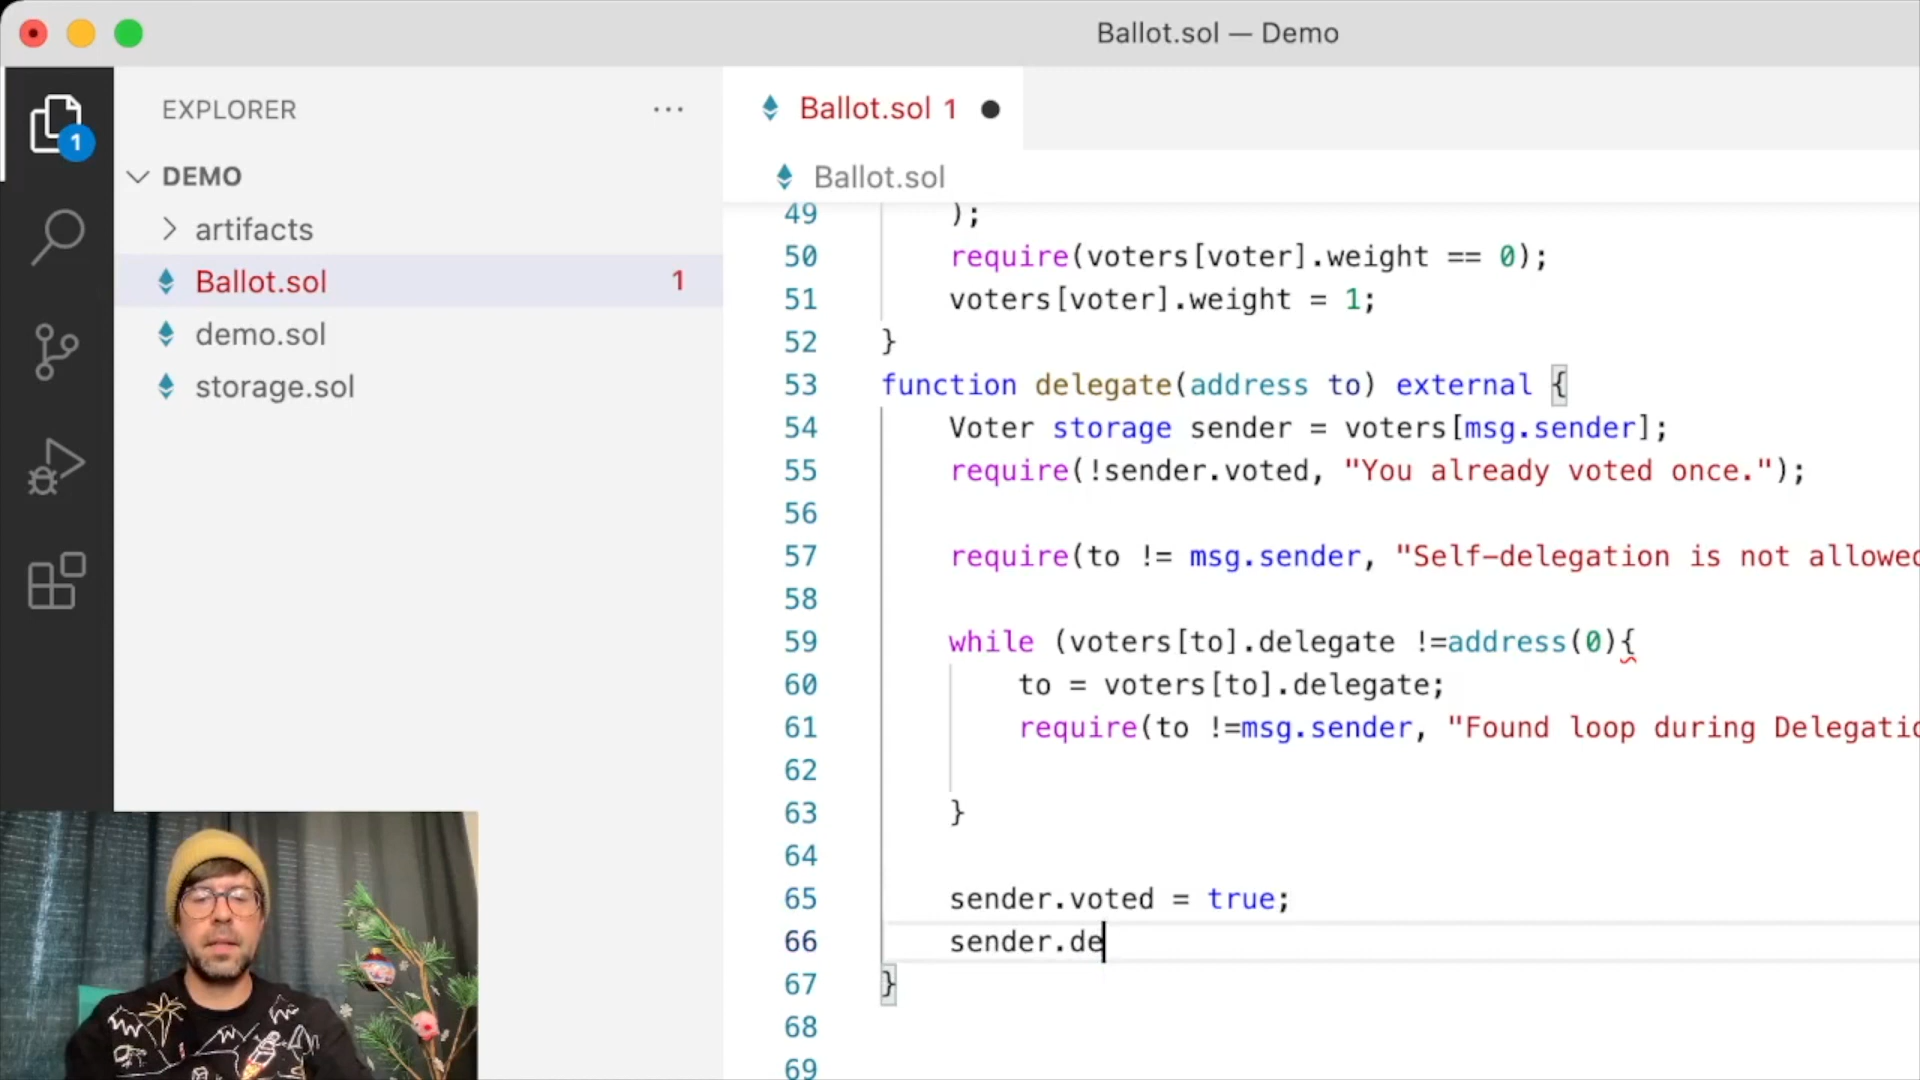 Ballot.sol — Demo
EXPLORER
...
1
DEMO
artifacts
Ballot.sol 1
demo.sol
storage.sol
Ballot.sol 1
Ballot.sol
49 );
50 require(voters[voter].weight == 0);
51 voters[voter].weight = 1;
52 }
53 function delegate(address to) external {
54 Voter storage sender = voters[msg.sender];
55 require(!sender.voted, "You already voted once.");
56
57 require(to != msg.sender, "Self-delegation is not allowed
58
59 while (voters[to].delegate !=address(0){
60 to = voters[to].delegate;
61 require(to !=msg.sender, "Found loop during Delegatio
62
63 }
64
65 sender.voted = true;
66 sender.de
67 }
68
69